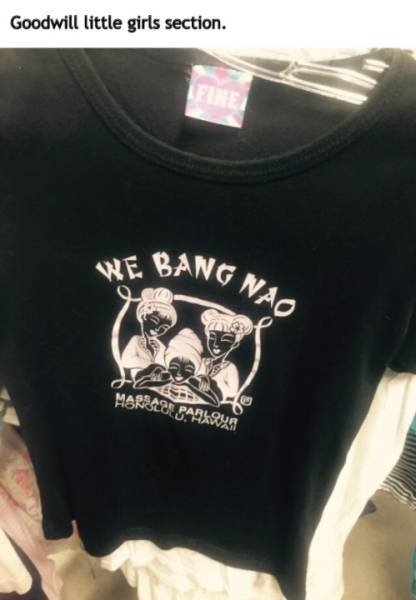 Goodwill little girls section.
FINE
WE BANG NAO
MASSAGE PARLOUR
HONOLULU, HAWAII